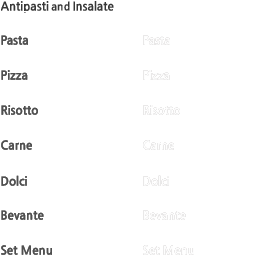 Antipasti and Insalate
Pasta Pasta
Pizza Pizza
Risotto Risotto
Carne Carne
Dolci Dolci
Bevante Bevante
Set Menu Set Menu